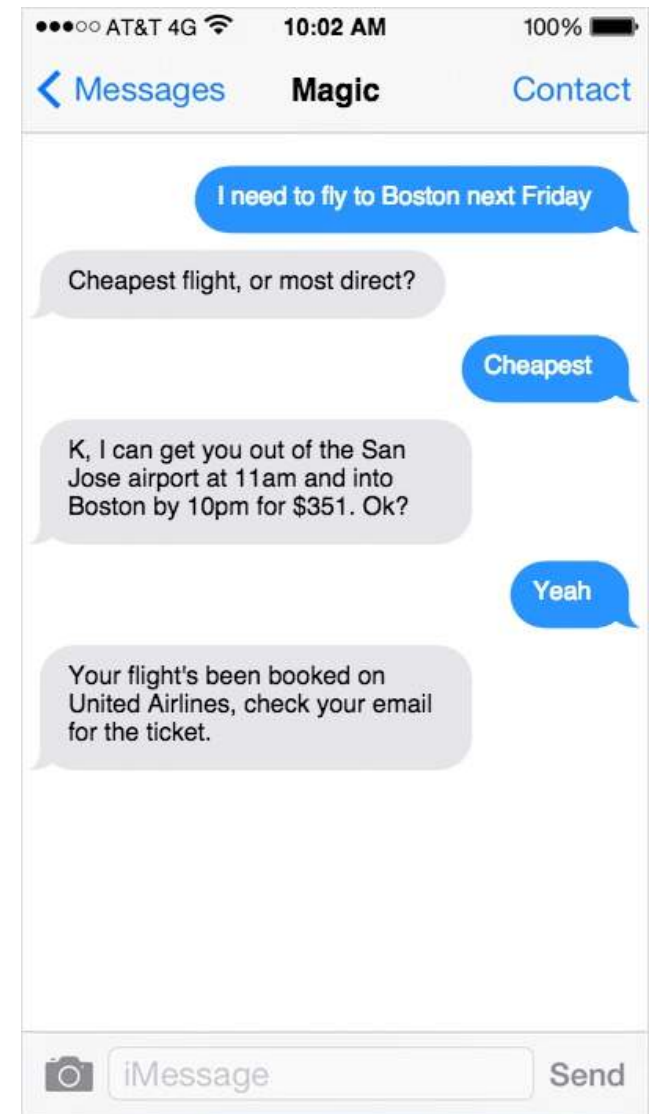 AT&T 4G 10:02 AM 100%
Messages Magic Contact
I need to fly to Boston next Friday
Cheapest flight, or most direct?
Cheapest
K, I can get you out of the San
Jose airport at 11am and into
Boston by 10pm for $351. Ok?
Yeah
Your flight's been booked on
United Airlines, check your email
for the ticket.
iMessage Send